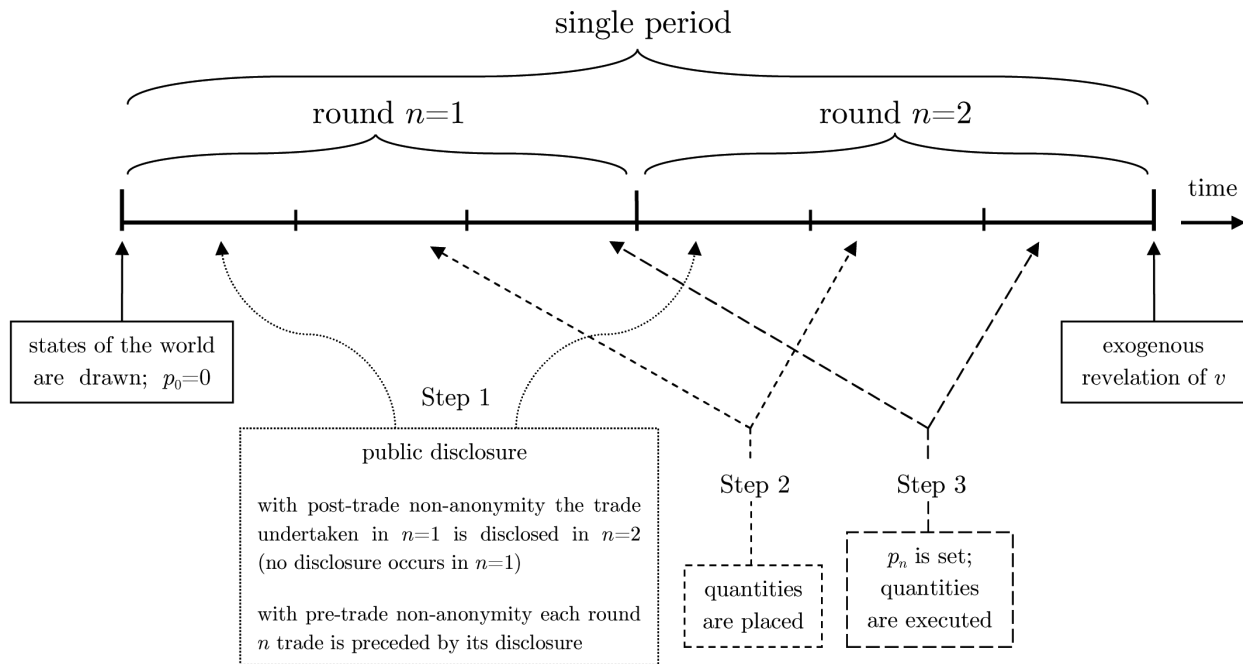 single period
round n=1
round n=2
time
states of the world
are drawn; p₀=0
exogenous
revelation of v
Step 1
public disclosure
with post-trade non-anonymity the trade
undertaken in n=1 is disclosed in n=2
(no disclosure occurs in n=1)
with pre-trade non-anonymity each round
n trade is preceded by its disclosure
Step 2
quantities
are placed
Step 3
pₙ is set;
quantities
are executed